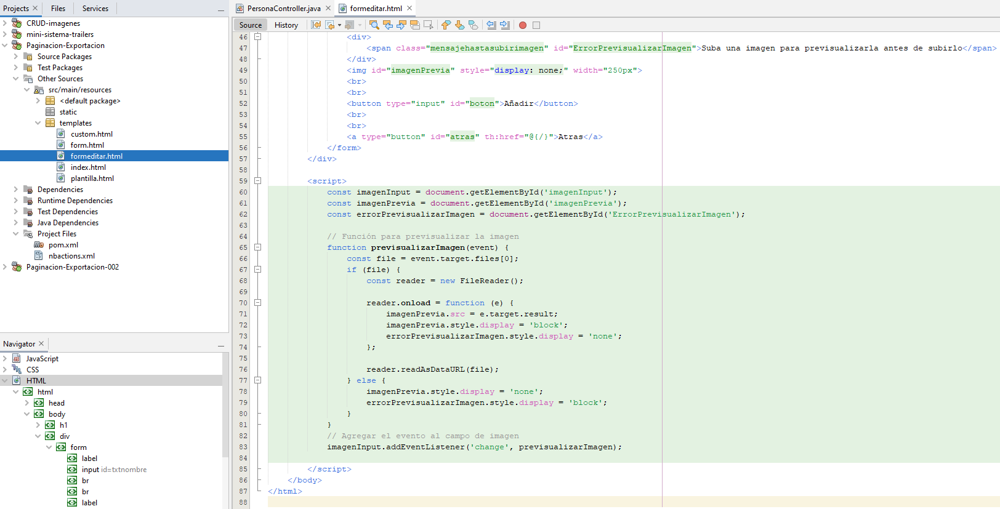 Projects
Files
Services
CRUD-imagenes
mini-sistema-trailers
Paginacion-Exportacion
Source Packages
Test Packages
Other Sources
src/main/resources
<default package>
static
templates
custom.html
form.html
formeditar.html
index.html
plantilla.html
Dependencies
Runtime Dependencies
Test Dependencies
Java Dependencies
Project Files
pom.xml
nbactions.xml
Paginacion-Exportacion-002
Navigator
JavaScript
CSS
HTML
html
head
body
h1
div
form
label
input id=txtnombre
br
br
label
PersonaController.java
formeditar.html
Source
History
46 <div>
47 <span class="mensajehastasubirimagen" id="ErrorPrevisualizarImagen">Suba una imagen para previsualizarla antes de subirlo</span>
48 </div>
49 <img id="imagenPrevia" style="display: none;" width="250px">
50 <br>
51 <br>
52 <button type="input" id="boton">Añadir</button>
53 <br>
54 <br>
55 <a type="button" id="atras" th:href="@{/}">Atras</a>
56 </form>
57 </div>
58
59 <script>
60 const imagenInput = document.getElementById('imagenInput');
61 const imagenPrevia = document.getElementById('imagenPrevia');
62 const errorPrevisualizarImagen = document.getElementById('ErrorPrevisualizarImagen');
63
64 // Función para previsualizar la imagen
65 function previsualizarImagen(event) {
66 const file = event.target.files[0];
67 if (file) {
68 const reader = new FileReader();
69
70 reader.onload = function (e) {
71 imagenPrevia.src = e.target.result;
72 imagenPrevia.style.display = 'block';
73 errorPrevisualizarImagen.style.display = 'none';
74 };
75
76 reader.readAsDataURL(file);
77 } else {
78 imagenPrevia.style.display = 'none';
79 errorPrevisualizarImagen.style.display = 'block';
80 }
81 }
82 // Agregar el evento al campo de imagen
83 imagenInput.addEventListener('change', previsualizarImagen);
84
85 </script>
86 </body>
87 </html>
88